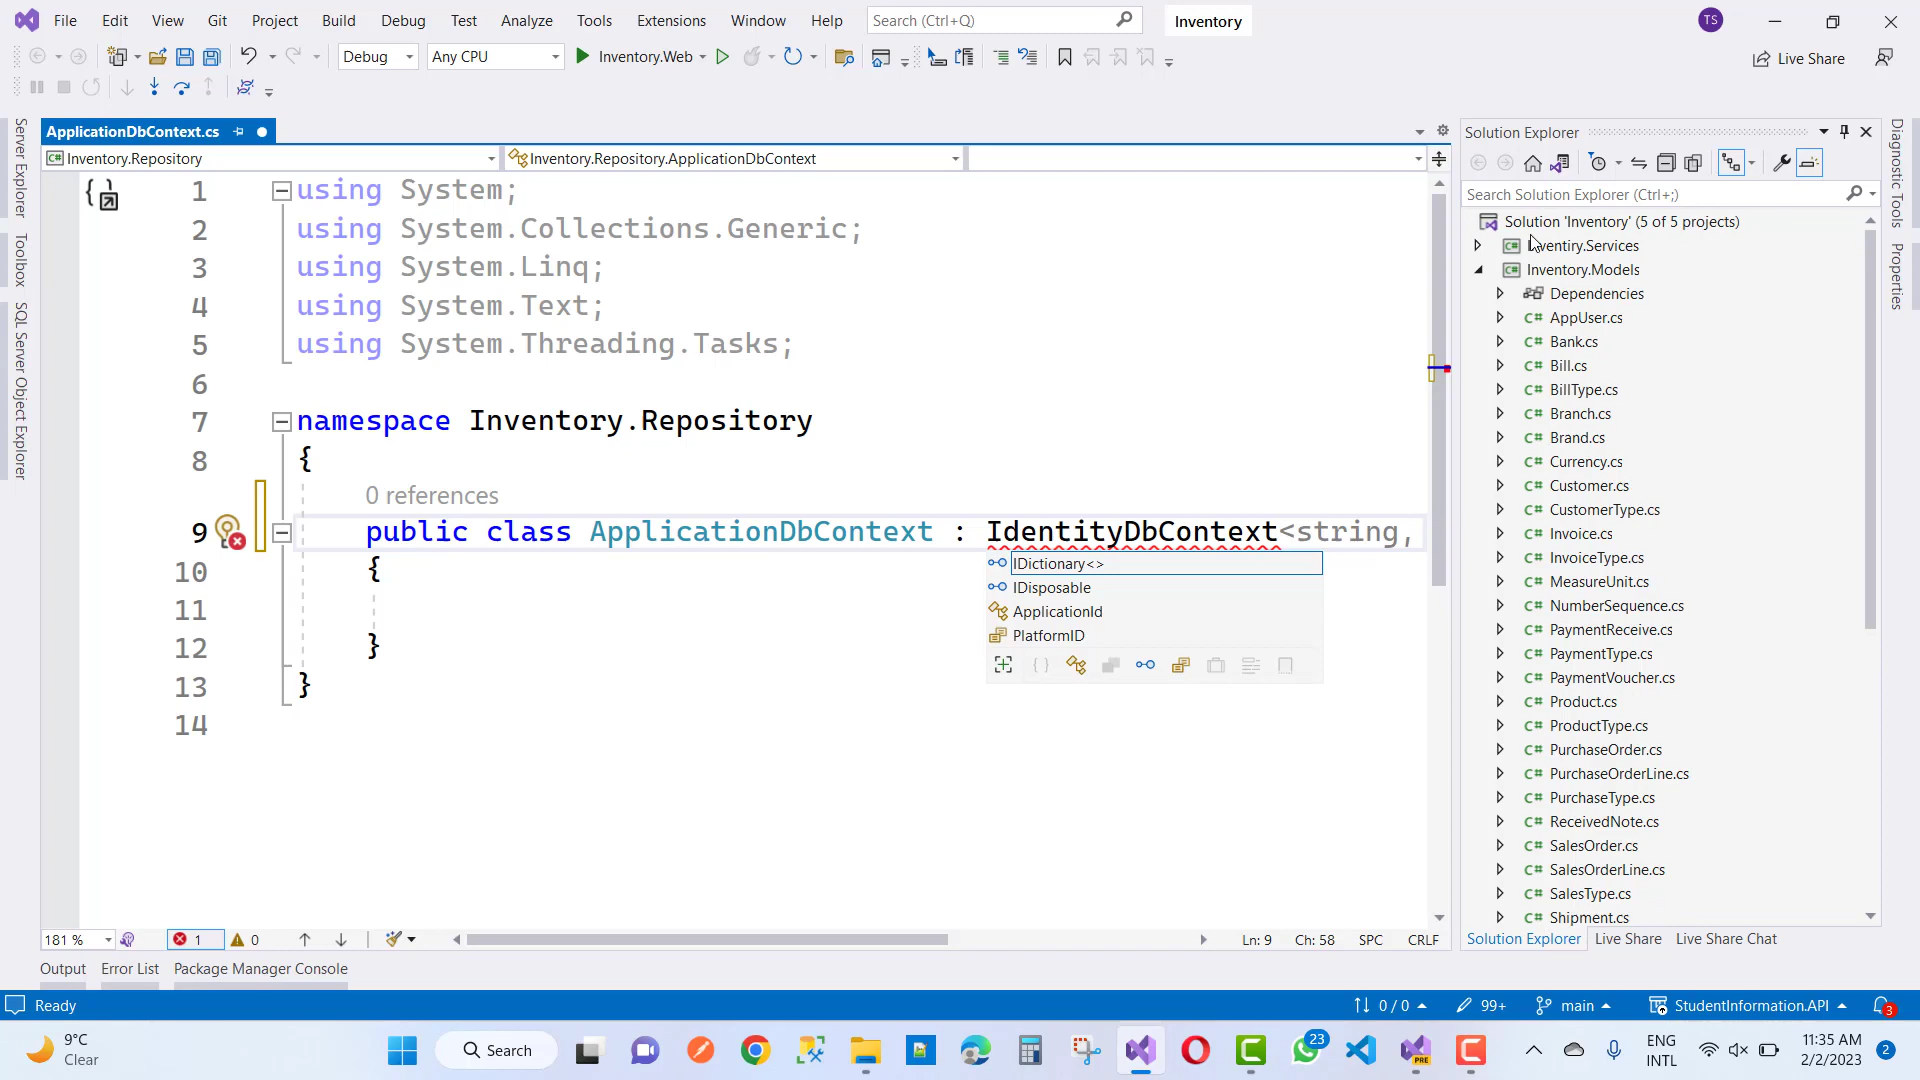 File Edit View Git Project Build Debug Test Analyze Tools Extensions Window Help Search (Ctrl+Q) Inventory TS
Debug Any CPU Inventory.Web Live Share
ApplicationDbContext.cs
Inventory.Repository Inventory.Repository.ApplicationDbContext
Server Explorer
Toolbox
SQL Server Object Explorer
1 using System;
2 using System.Collections.Generic;
3 using System.Linq;
4 using System.Text;
5 using System.Threading.Tasks;
6
7 namespace Inventory.Repository
8 {
0 references
9 public class ApplicationDbContext : IdentityDbContext<string,
10 {
11
12 }
13 }
14
IDictionary<>
IDisposable
ApplicationId
PlatformID
Solution Explorer
Search Solution Explorer (Ctrl+;)
Solution 'Inventory' (5 of 5 projects)
Inventiry.Services
Inventory.Models
Dependencies
AppUser.cs
Bank.cs
Bill.cs
BillType.cs
Branch.cs
Brand.cs
Currency.cs
Customer.cs
CustomerType.cs
Invoice.cs
InvoiceType.cs
MeasureUnit.cs
NumberSequence.cs
PaymentReceive.cs
PaymentType.cs
PaymentVoucher.cs
Product.cs
ProductType.cs
PurchaseOrder.cs
PurchaseOrderLine.cs
PurchaseType.cs
ReceivedNote.cs
SalesOrder.cs
SalesOrderLine.cs
SalesType.cs
Shipment.cs
Solution Explorer Live Share Live Share Chat
Diagnostic Tools
Properties
181 % 1 0 Ln: 9 Ch: 58 SPC CRLF
Output Error List Package Manager Console
Ready 0 / 0 99+ main StudentInformation.API 3
9°C
Clear
Search
23
PRE
ENG
INTL
11:35 AM
2/2/2023
2